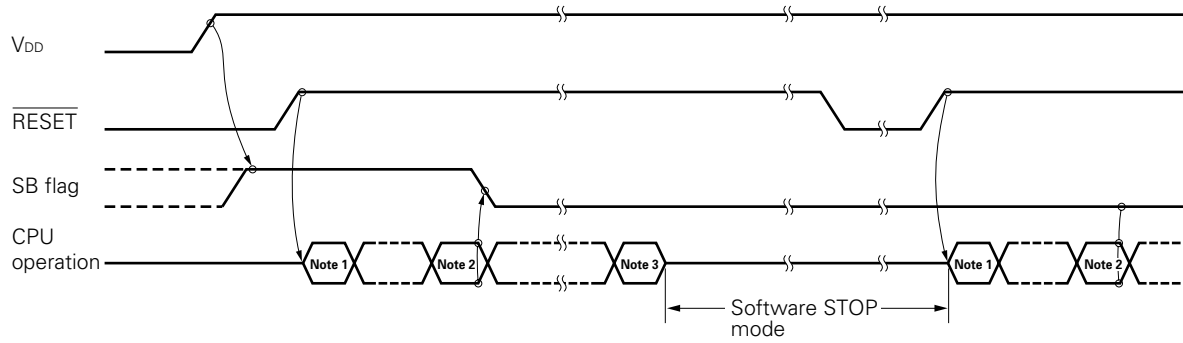 VDD
RESET
SB flag
CPU
operation
Note 1
Note 2
Note 3
Note 1
Note 2
Software STOP
mode